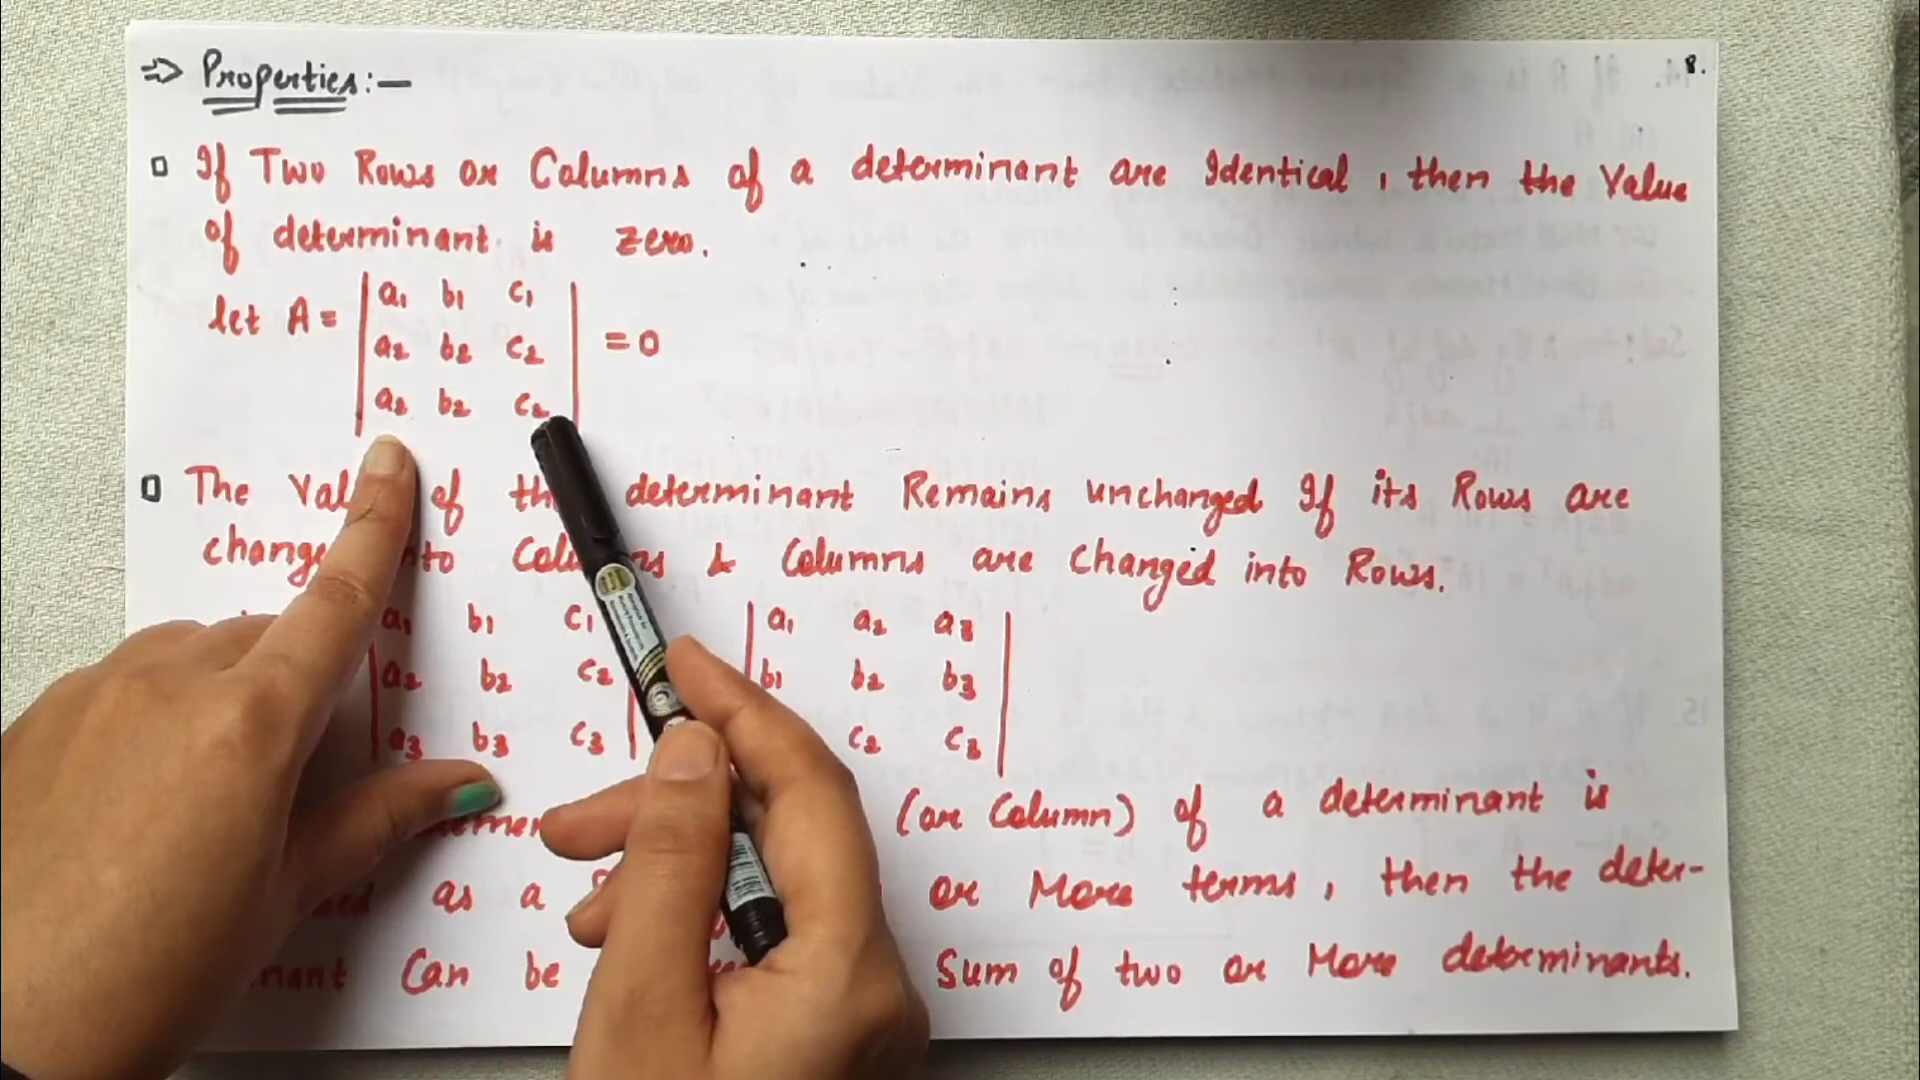 8.
⇒ Properties:—
▫ If Two Rows or Columns of a determinant are Identical, then the Value
of determinant is zero.
let A = | a₁ b₁ c₁ |
| a₂ b₂ c₂ | = 0
| a₂ b₂ c₂ |
▫ The Val of th determinant Remains unchanged If its Rows are
change into Colu ns & Columns are Changed into Rows.
a₁ b₁ c₁ | | a₁ a₂ a₃ |
| a₂ b₂ c₂ | | b₁ b₂ b₃ |
| a₃ b₃ c₃ | c₂ c₃ |
(or Column) of a determinant is
as a or More terms, then the deter-
nant Can be Sum of two or More determinants.